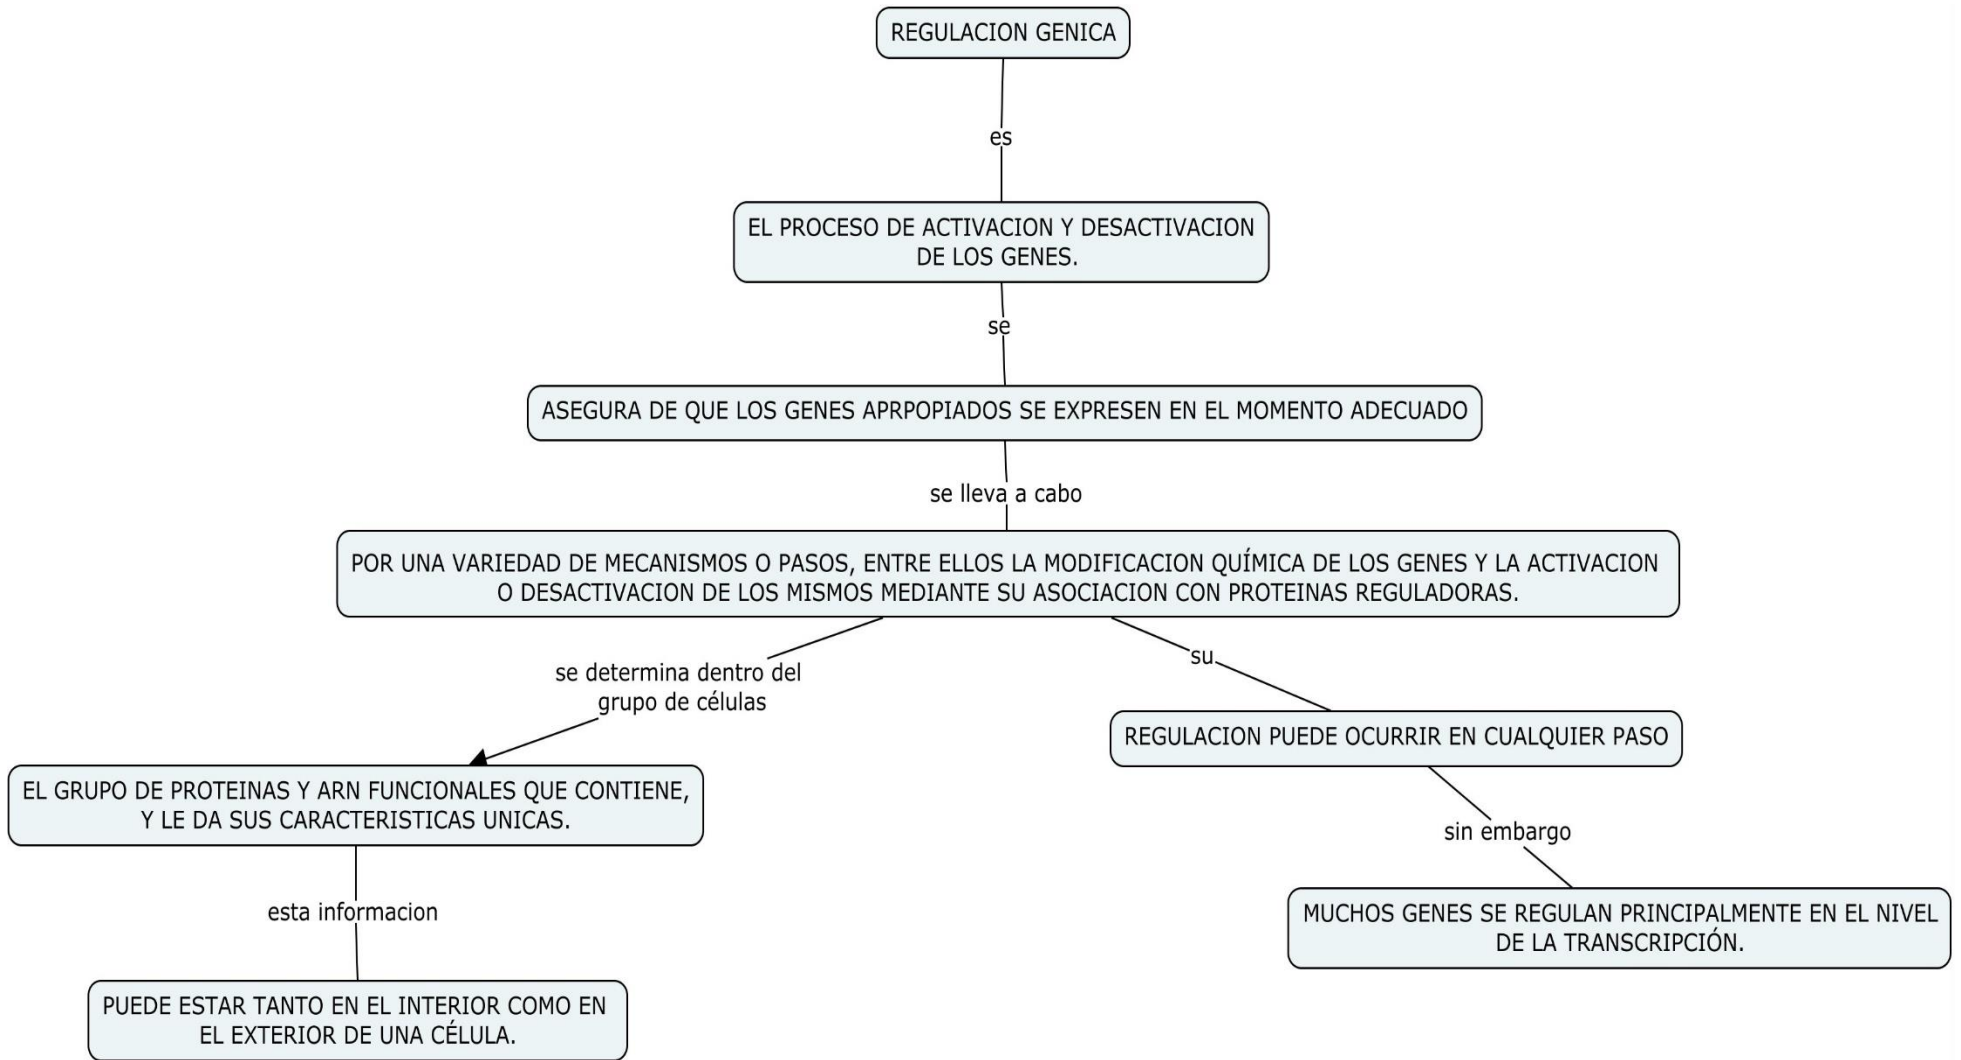 REGULACION GENICA
es
EL PROCESO DE ACTIVACION Y DESACTIVACION
DE LOS GENES.
se
ASEGURA DE QUE LOS GENES APRPOPIADOS SE EXPRESEN EN EL MOMENTO ADECUADO
se lleva a cabo
POR UNA VARIEDAD DE MECANISMOS O PASOS, ENTRE ELLOS LA MODIFICACION QUÍMICA DE LOS GENES Y LA ACTIVACION
O DESACTIVACION DE LOS MISMOS MEDIANTE SU ASOCIACION CON PROTEINAS REGULADORAS.
se determina dentro del
grupo de células
EL GRUPO DE PROTEINAS Y ARN FUNCIONALES QUE CONTIENE,
Y LE DA SUS CARACTERISTICAS UNICAS.
esta informacion
PUEDE ESTAR TANTO EN EL INTERIOR COMO EN
EL EXTERIOR DE UNA CÉLULA.
su
REGULACION PUEDE OCURRIR EN CUALQUIER PASO
sin embargo
MUCHOS GENES SE REGULAN PRINCIPALMENTE EN EL NIVEL
DE LA TRANSCRIPCIÓN.